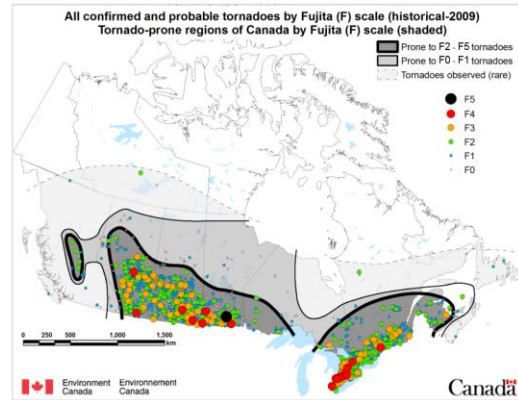 All confirmed and probable tornadoes by Fujita (F) scale (historical-2009)
Tornado-prone regions of Canada by Fujita (F) scale (shaded)
Prone to F2 - F5 tornadoes
Prone to F0 - F1 tornadoes
Tornadoes observed (rare)
F5
F4
F3
F2
F1
F0
0 250 500 1,000 1,500
km
Environment Canada
Environnement Canada
Canada